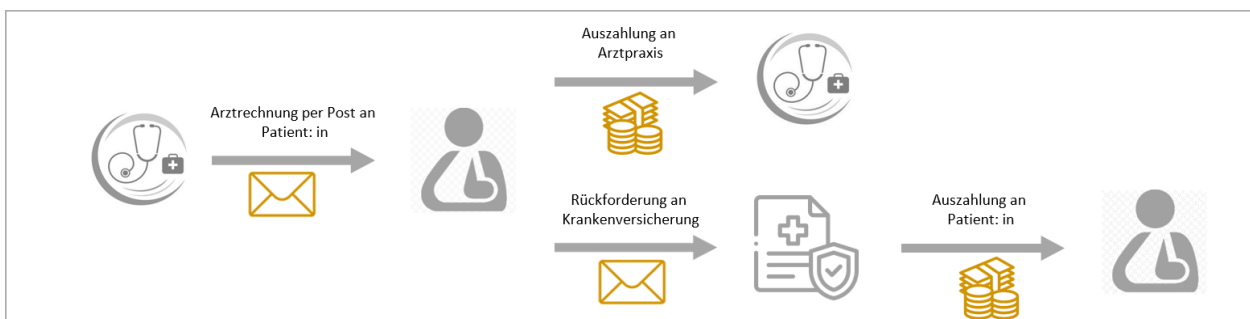 Auszahlung an
Arztpraxis
Arztrechnung per Post an
Patient: in
Rückforderung an
Krankenversicherung
Auszahlung an
Patient: in